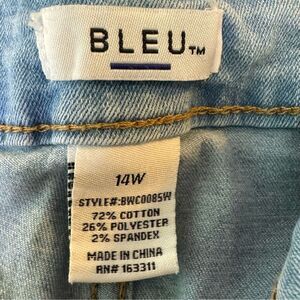 BLEU™
14W
STYLE#:BWC0085W
72% COTTON
26% POLYESTER
2% SPANDEX
MADE IN CHINA
RN# 163311